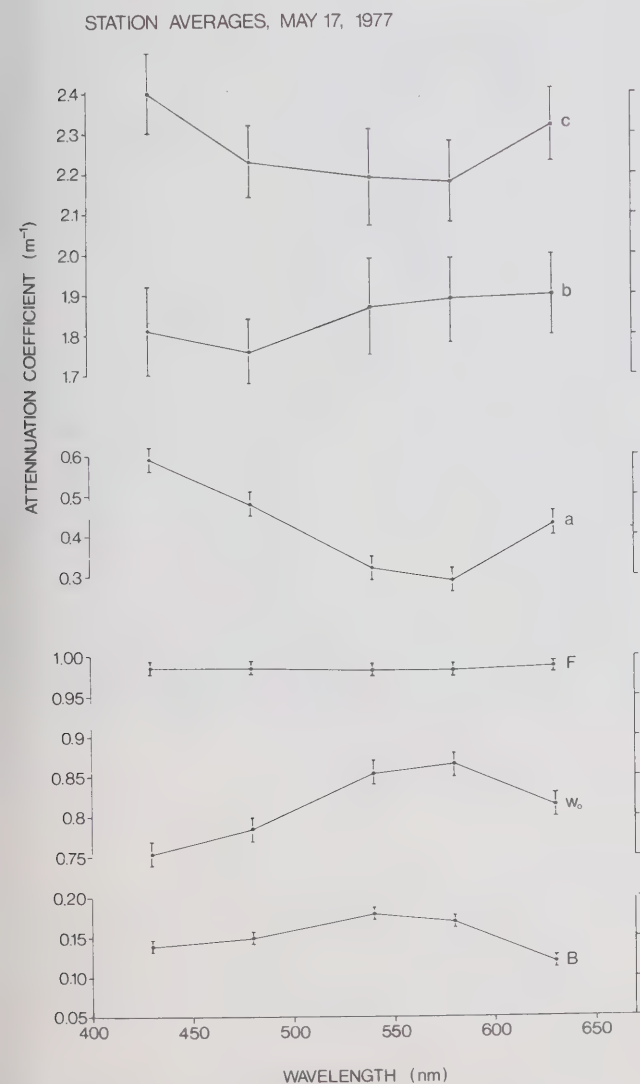 STATION AVERAGES, MAY 17, 1977
2.4
2.3
2.2
2.1
2.0
1.9
1.8
1.7
c
b
ATTENNUATION COEFFICIENT (m⁻¹)
0.6
0.5
0.4
0.3
a
1.00
0.95
F
0.9
0.85
0.8
0.75
w₀
0.20
0.15
0.10
0.05
B
400 450 500 550 600 650
WAVELENGTH (nm)